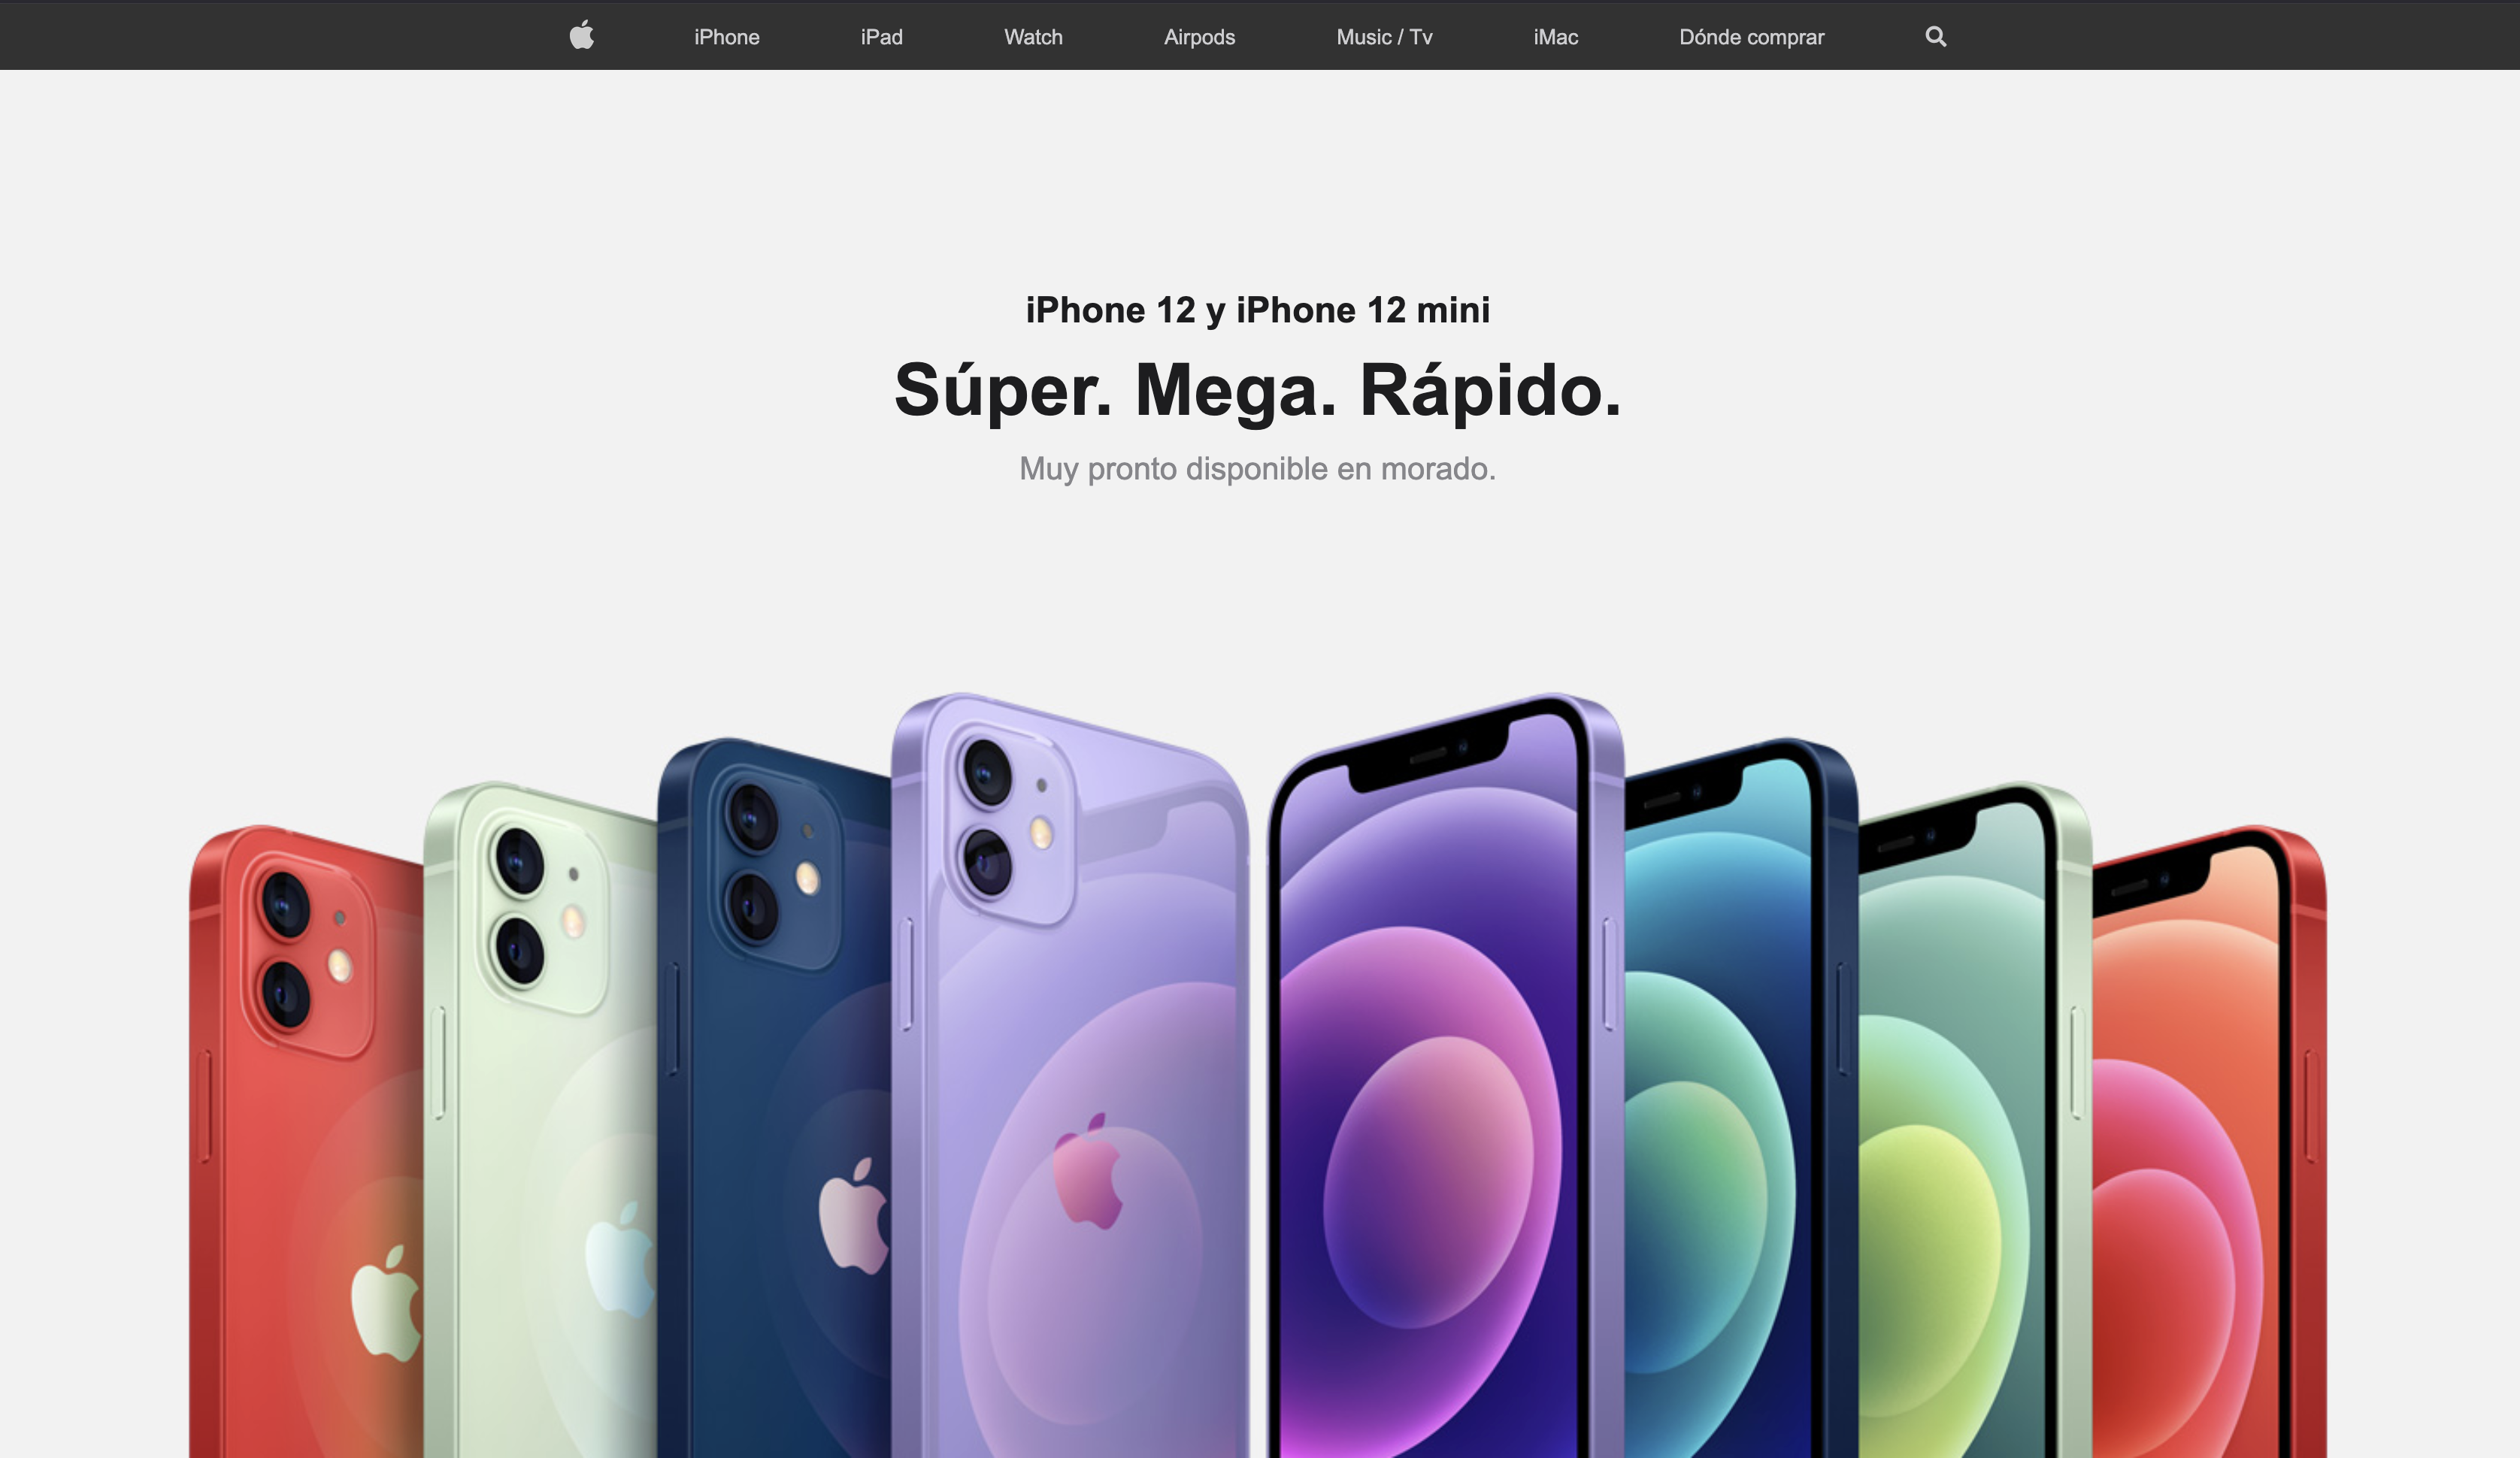 iPhone
iPad
Watch
Airpods
Music / Tv
iMac
Dónde comprar
iPhone 12 y iPhone 12 mini
Súper. Mega. Rápido.
Muy pronto disponible en morado.